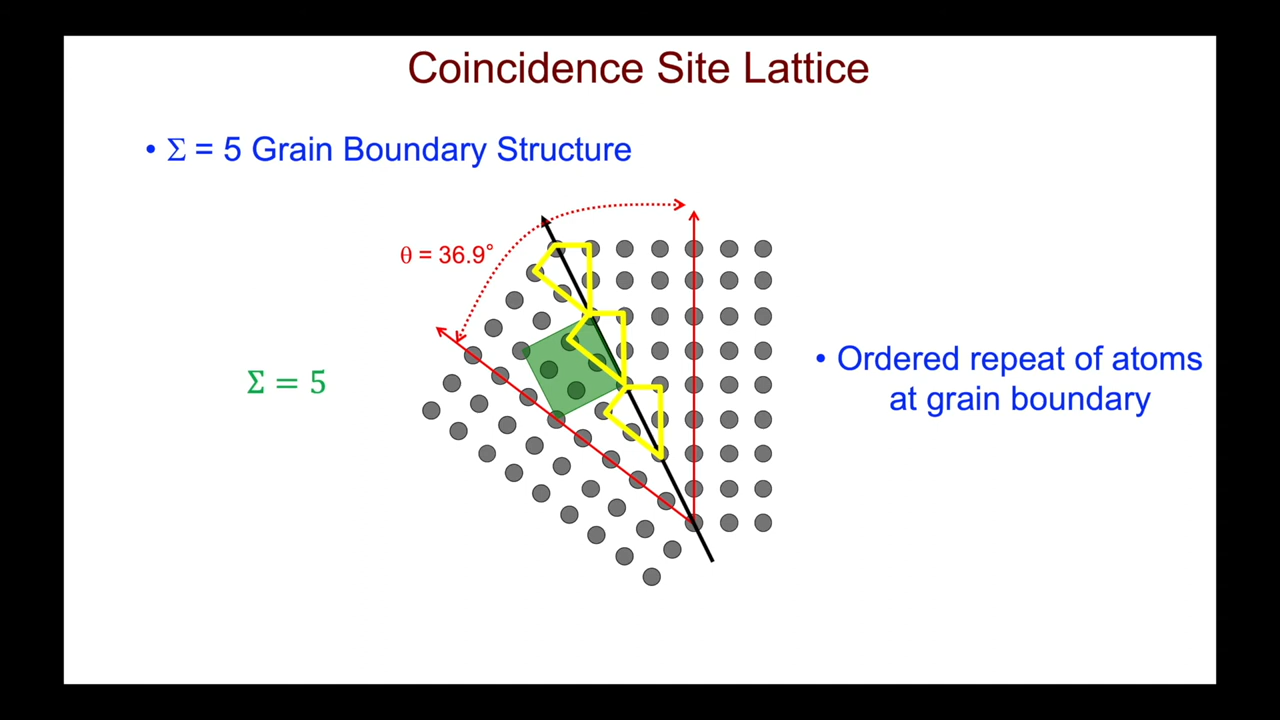 Coincidence Site Lattice
• Σ = 5 Grain Boundary Structure
θ = 36.9°
Σ = 5
• Ordered repeat of atoms
at grain boundary